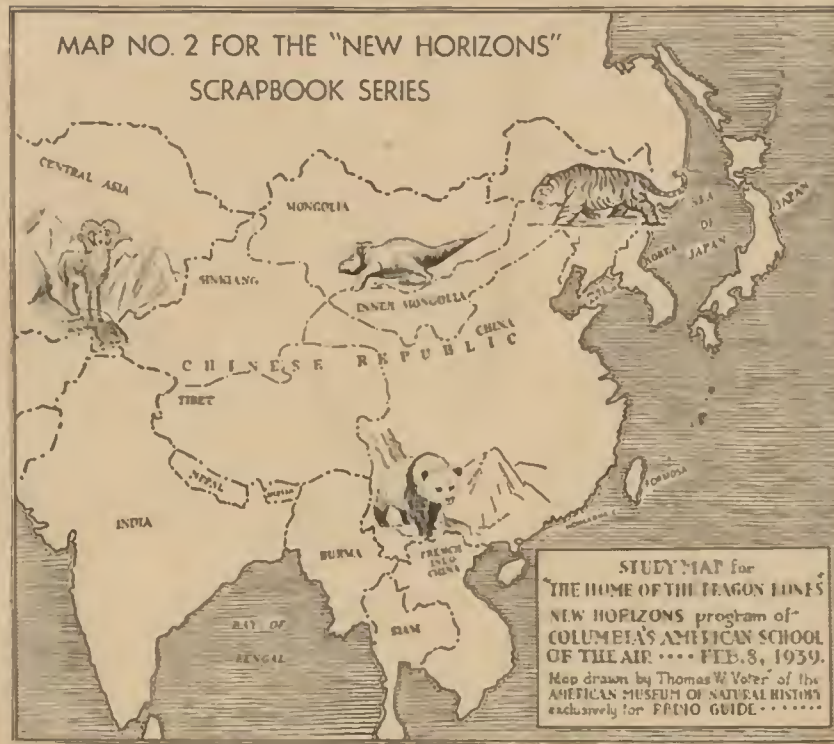 MAP NO. 2 FOR THE "NEW HORIZONS"
SCRAPBOOK SERIES
CENTRAL ASIA
MONGOLIA
SEA
OF
JAPAN
JAPAN
KOREA
SINKIANG
INNER MONGOLIA
CHINA
CHINESE REPUBLIC
TIBET
NEPAL
INDIA
BURMA
FRENCH
INDO
CHINA
FORMOSA
SIAM
BAY OF
BENGAL
STUDY MAP for
"THE HOME OF THE DRAGON BONES"
NEW HORIZONS program of
COLUMBIA'S AMERICAN SCHOOL
OF THE AIR •••• FEB. 8, 1939.
Map drawn by Thomas W. Voter of the
AMERICAN MUSEUM OF NATURAL HISTORY
exclusively for RADIO GUIDE •••••••